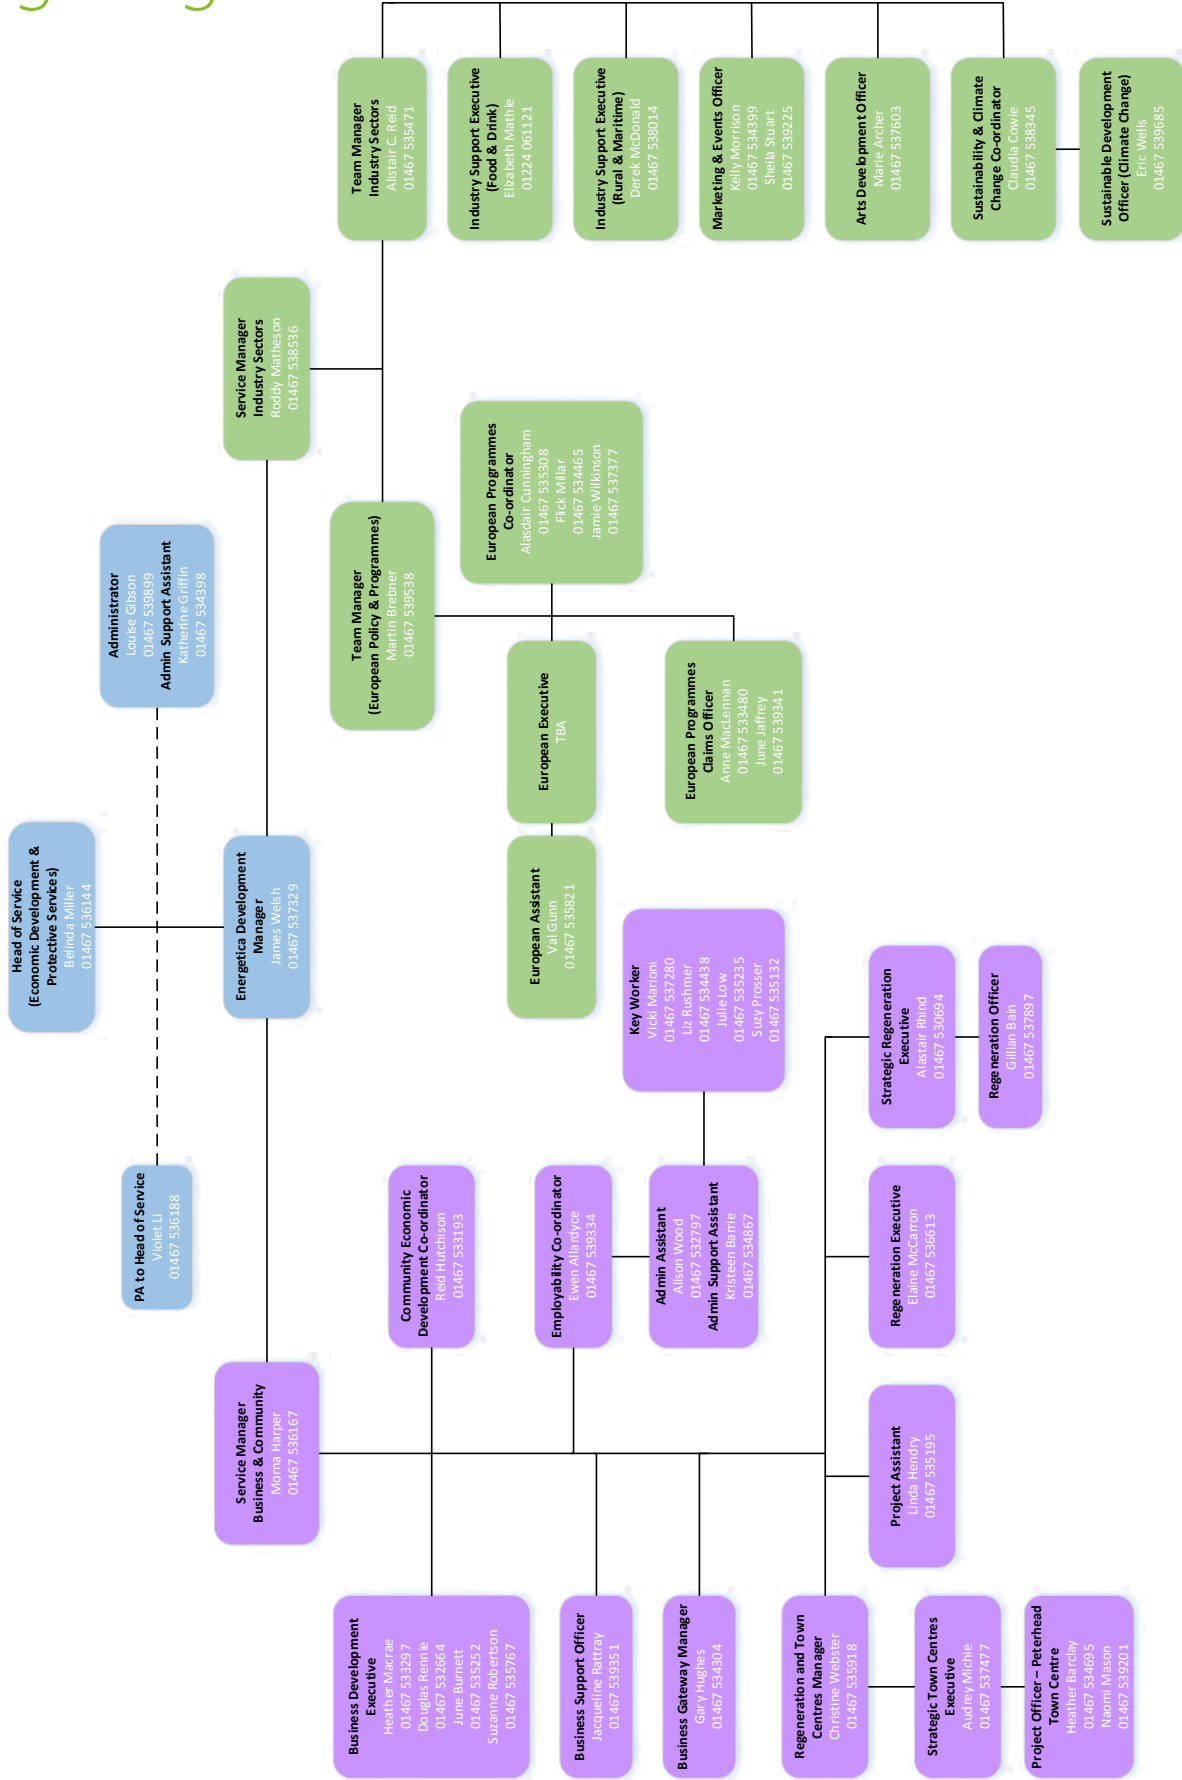 Head of Service
(Economic Development &
Protective Services)
Belinda Miller
01467 536144
PA to Head of Service
Violet Li
01467 536188
Administrator
Louise Gibson
01467 539899
Admin Support Assistant
Katherine Griffin
01467 534398
Service Manager
Business & Community
Morna Harper
01467 536167
Energetica Development
Manager
James Welsh
01467 537329
Service Manager
Industry Sectors
Roddy Matheson
01467 538536
Business Development
Executive
Heather Macrae
01467 533297
Douglas Rennie
01467 532664
June Burnett
01467 535252
Suzanne Robertson
01467 535767
Community Economic
Development Co-ordinator
Reid Hutchison
01467 533193
Team Manager
(European Policy & Programmes)
Martin Brebner
01467 539538
Team Manager
Industry Sectors
Alistair C. Reid
01467 535471
Industry Support Executive
(Food & Drink)
Elizabeth Mathie
01224 061121
European Programmes
Co-ordinator
Alasdair Cunningham
01467 535308
Flick Millar
01467 534465
Jamie Wilkinson
01467 537377
Business Support Officer
Jacqueline Rattray
01467 539351
Employability Co-ordinator
Ewen Allardyce
01467 539334
European Assistant
Val Gunn
01467 535821
European Executive
TBA
Industry Support Executive
(Rural & Maritime)
Derek McDonald
01467 538014
Business Gateway Manager
Gary Hughes
01467 534304
Admin Assistant
Alison Wood
01467 532797
Admin Support Assistant
Kristeen Barrie
01467 534867
Key Worker
Vicki Marioni
01467 537280
Liz Rushmer
01467 534438
Julie Low
01467 535235
Suzy Prosser
01467 535132
European Programmes
Claims Officer
Anne MacLennan
01467 533480
June Jaffrey
01467 539341
Marketing & Events Officer
Kelly Morrison
01467 534399
Sheila Stuart
01467 539225
Regeneration and Town
Centres Manager
Christine Webster
01467 535918
Arts Development Officer
Marie Archer
01467 537603
Project Assistant
Linda Hendry
01467 535195
Regeneration Executive
Elaine McCarron
01467 536613
Strategic Regeneration
Executive
Alastair Rhind
01467 530694
Strategic Town Centres
Executive
Audrey Michie
01467 537477
Sustainability & Climate
Change Co-ordinator
Claudia Cowie
01467 538345
Regeneration Officer
Gillian Bain
01467 537897
Project Officer – Peterhead
Town Centre
Heather Barclay
01467 534695
Naomi Mason
01467 539201
Sustainable Development
Officer (Climate Change)
Eric Wells
01467 539685